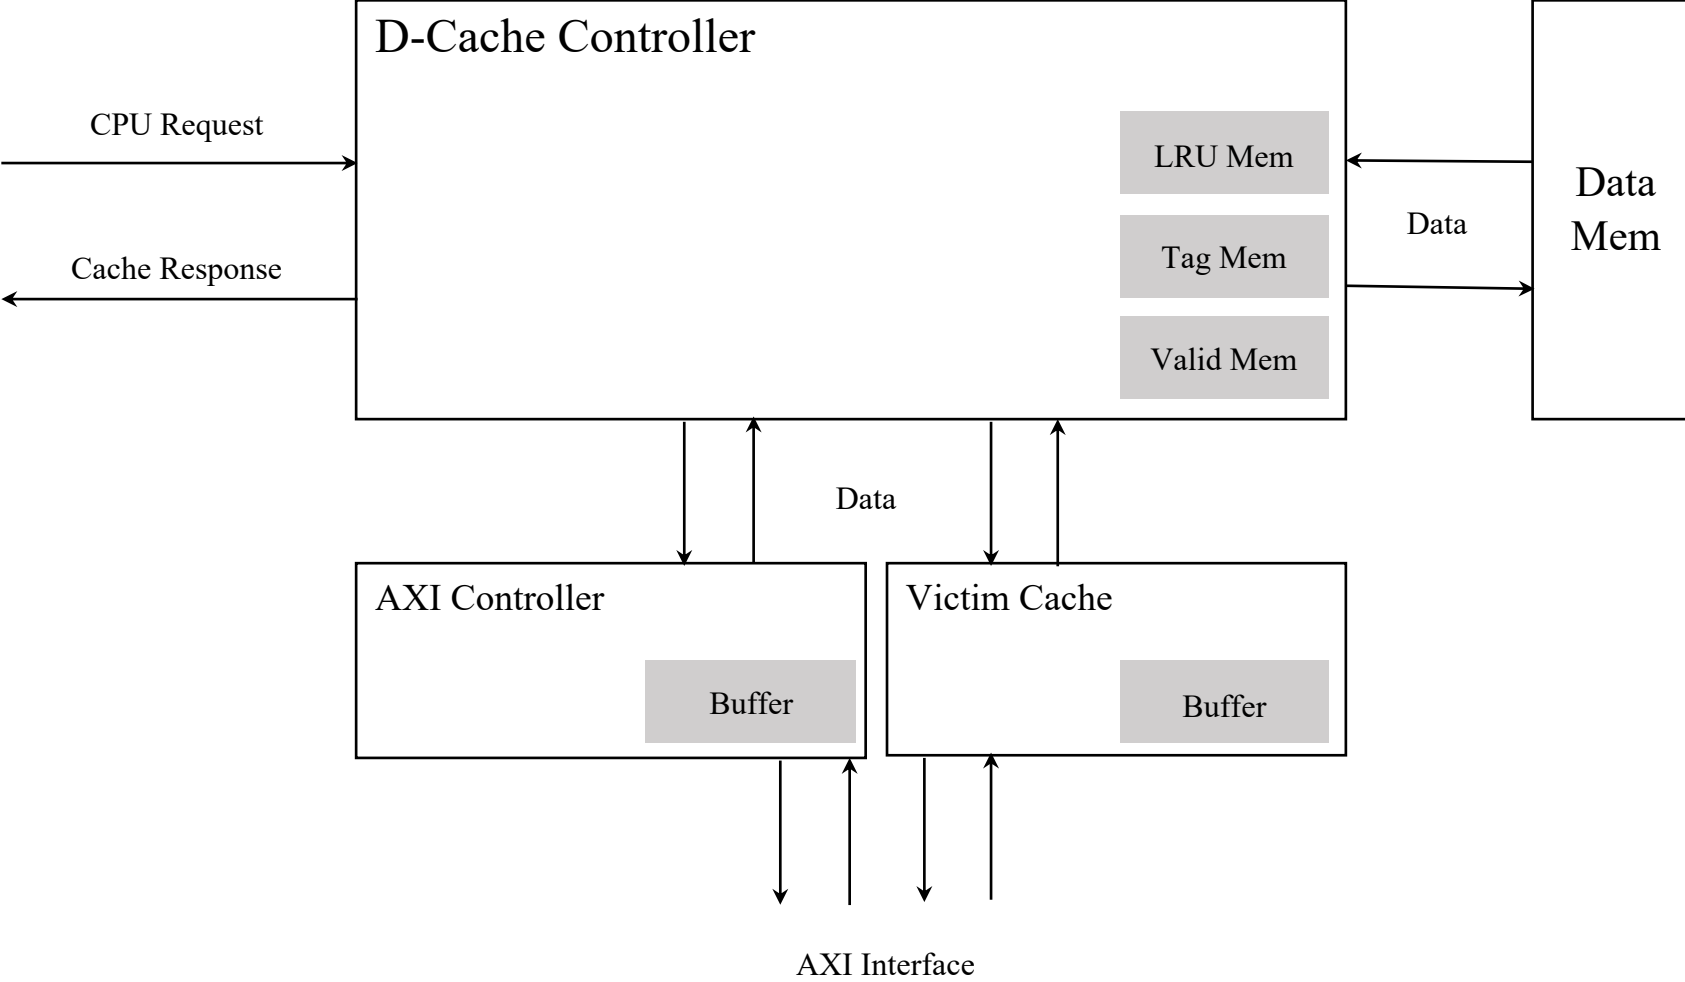 D-Cache Controller
CPU Request
Cache Response
LRU Mem
Tag Mem
Valid Mem
Data
Data
Mem
Data
AXI Controller
Buffer
Victim Cache
Buffer
AXI Interface